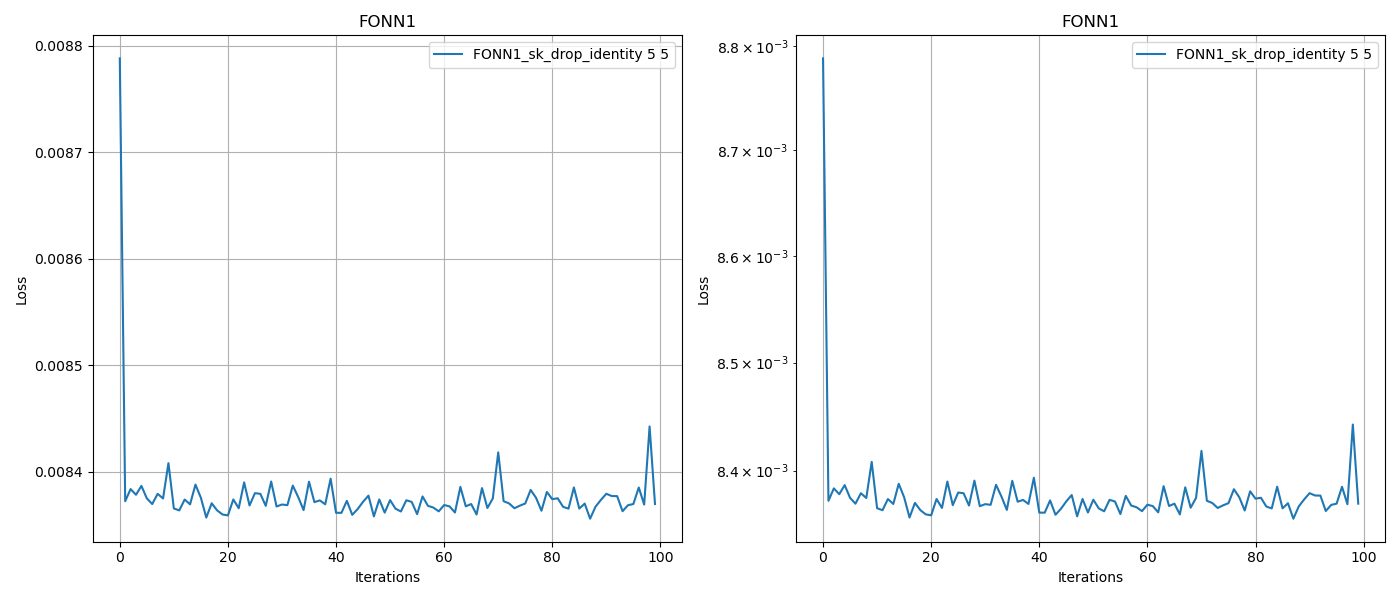 FONN1
FONN1_sk_drop_identity 5 5
0.0088
0.0087
0.0086
0.0085
0.0084
Loss
0 20 40 60 80 100
Iterations
FONN1
FONN1_sk_drop_identity 5 5
8.8 × 10⁻³
8.7 × 10⁻³
8.6 × 10⁻³
8.5 × 10⁻³
8.4 × 10⁻³
Loss
0 20 40 60 80 100
Iterations